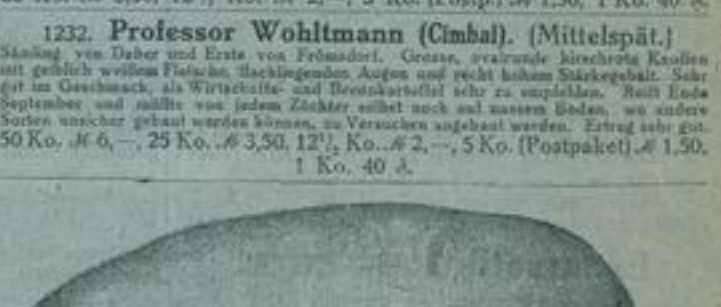 1232. Professor Wohltmann (Cimbal). (Mittelspät.)
Sämling von Daber und Erste von Frömsdorf. Grosse, ovalrunde kirschrote Knollen
mit gelblich weißem Fleische, flachliegenden Augen und recht hohem Stärkegehalt. Sehr
gut im Geschmack, als Wirtschafts- und Brennkartoffel sehr zu empfehlen. Reift Ende
September und müßte von jedem Züchter selbst noch auf nassem Boden, wo andere
Sorten unsicher gebaut werden können, zu Versuchen angebaut werden. Ertrag sehr gut.
50 Ko. ℳ 6,—, 25 Ko. ℳ 3,50, 12½ Ko. ℳ 2,—, 5 Ko. (Postpaket) ℳ 1,50,
1 Ko. 40 ₰.